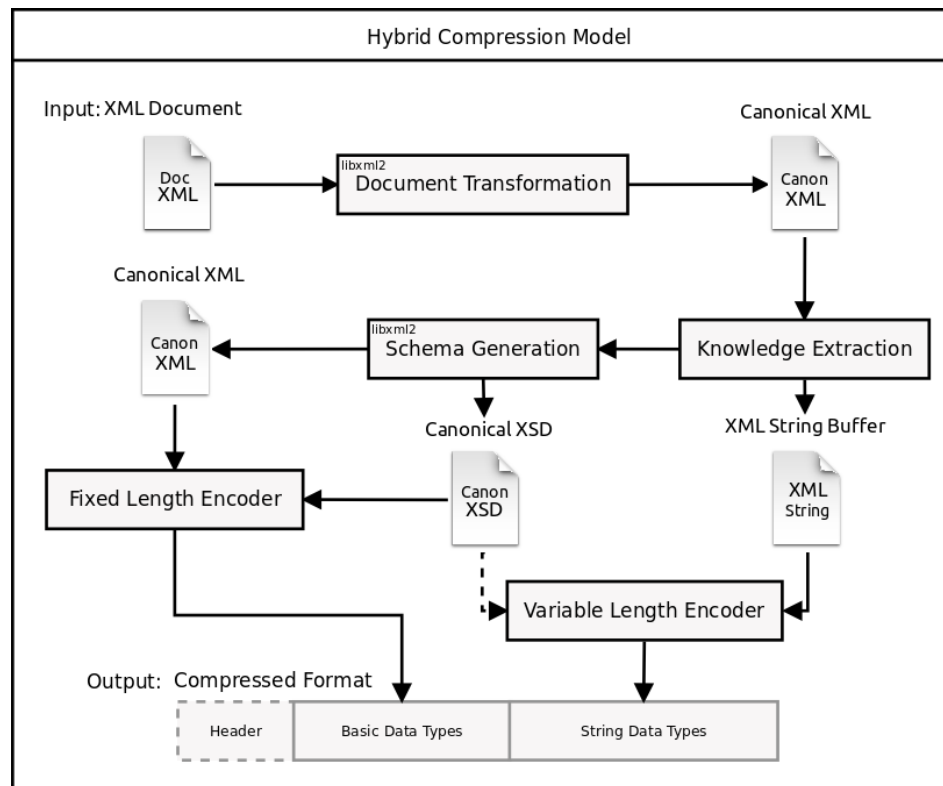 Hybrid Compression Model
Input: XML Document
Canonical XML
Doc
XML
libxml2
Document Transformation
Canon
XML
Canonical XML
Canon
XML
libxml2
Schema Generation
Knowledge Extraction
Canonical XSD
XML String Buffer
Fixed Length Encoder
Canon
XSD
XML
String
Variable Length Encoder
Output: Compressed Format
Header
Basic Data Types
String Data Types